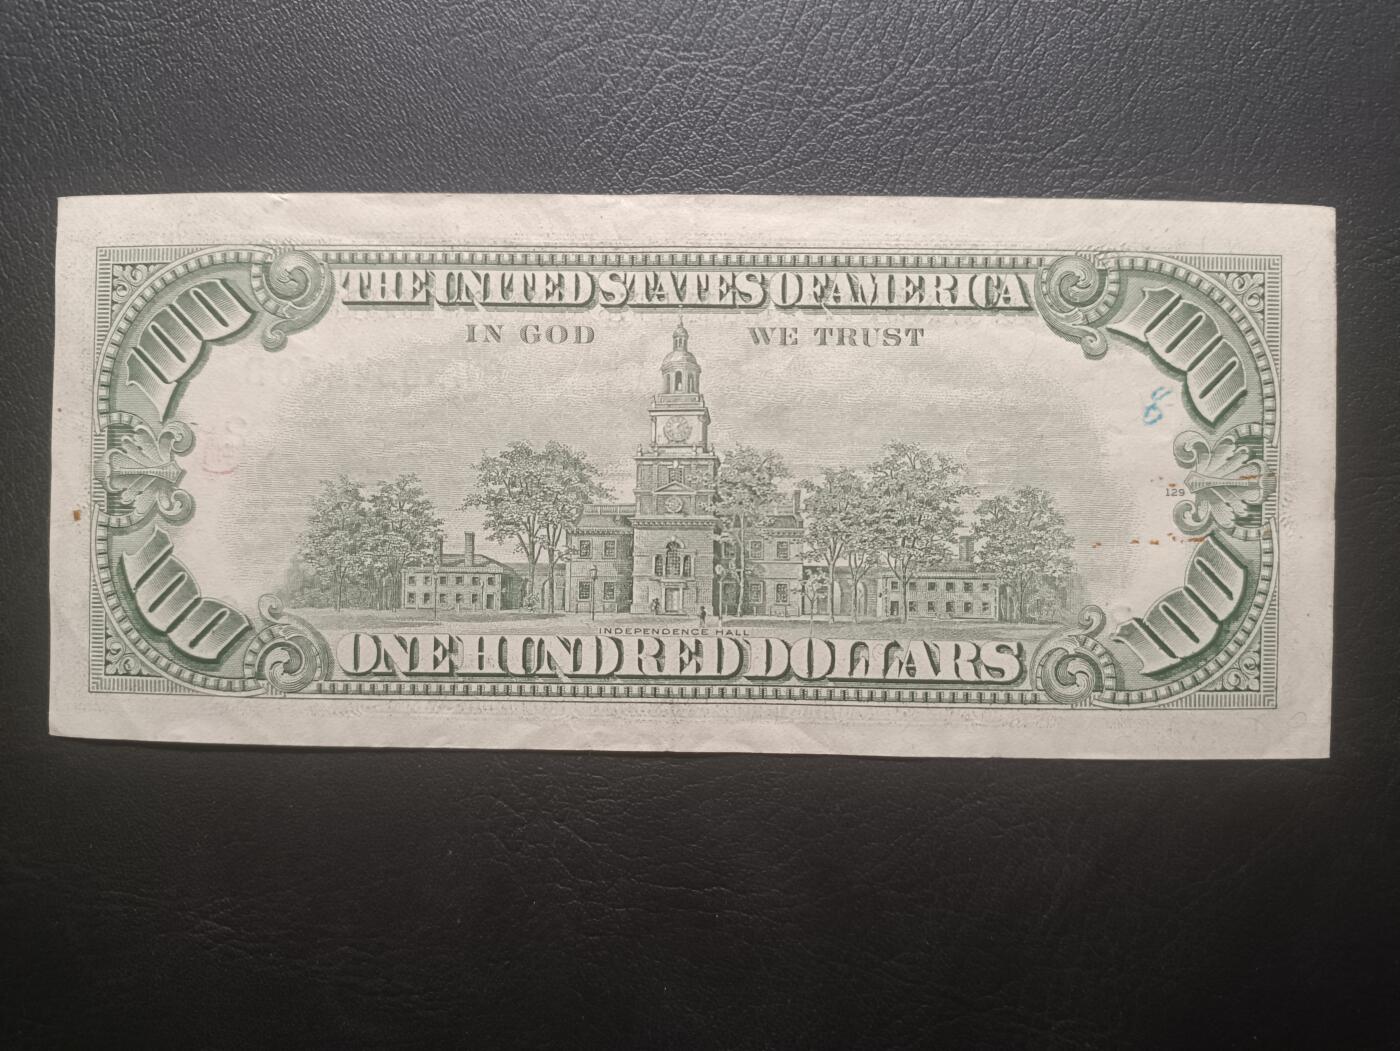 100 THE UNITED STATES OF AMERICA 100
IN GOD WE TRUST
8
129
INDEPENDENCE HALL
100 ONE HUNDRED DOLLARS 100